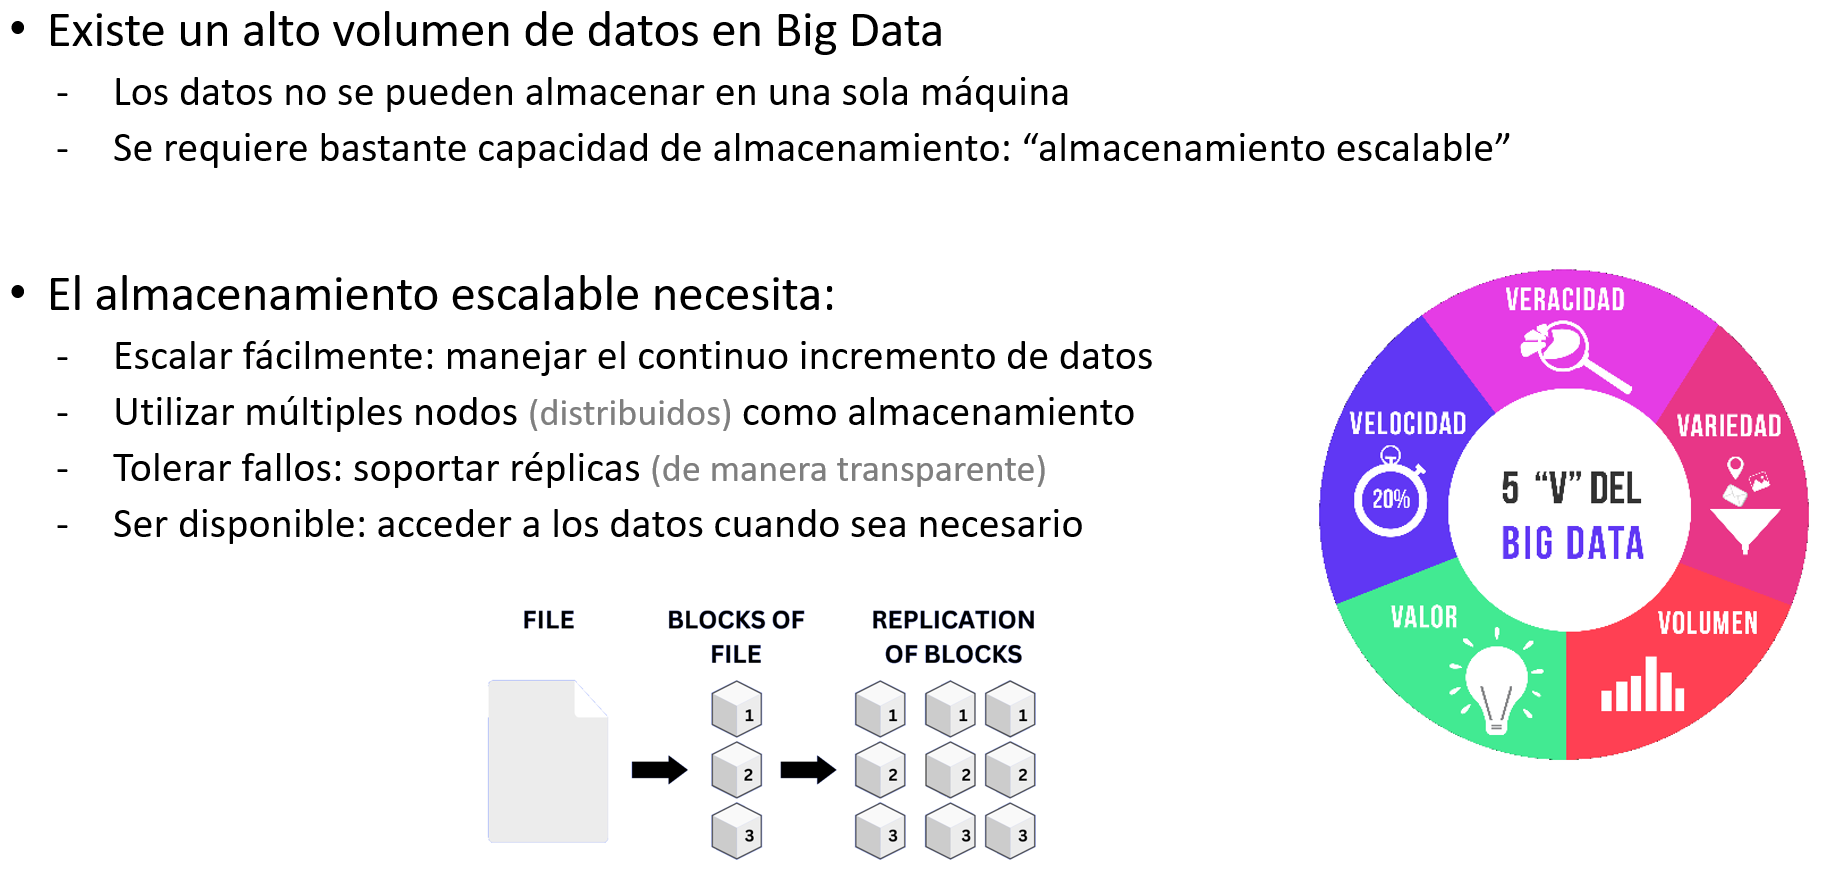 • Existe un alto volumen de datos en Big Data
- Los datos no se pueden almacenar en una sola máquina
- Se requiere bastante capacidad de almacenamiento: “almacenamiento escalable”
• El almacenamiento escalable necesita:
- Escalar fácilmente: manejar el continuo incremento de datos
- Utilizar múltiples nodos (distribuidos) como almacenamiento
- Tolerar fallos: soportar réplicas (de manera transparente)
- Ser disponible: acceder a los datos cuando sea necesario
FILE
BLOCKS OF
FILE
REPLICATION
OF BLOCKS
1
2
3
1 1 1
2 2 2
3 3 3
VERACIDAD
VELOCIDAD
20%
VARIEDAD
5 “V” DEL
BIG DATA
VALOR
VOLUMEN